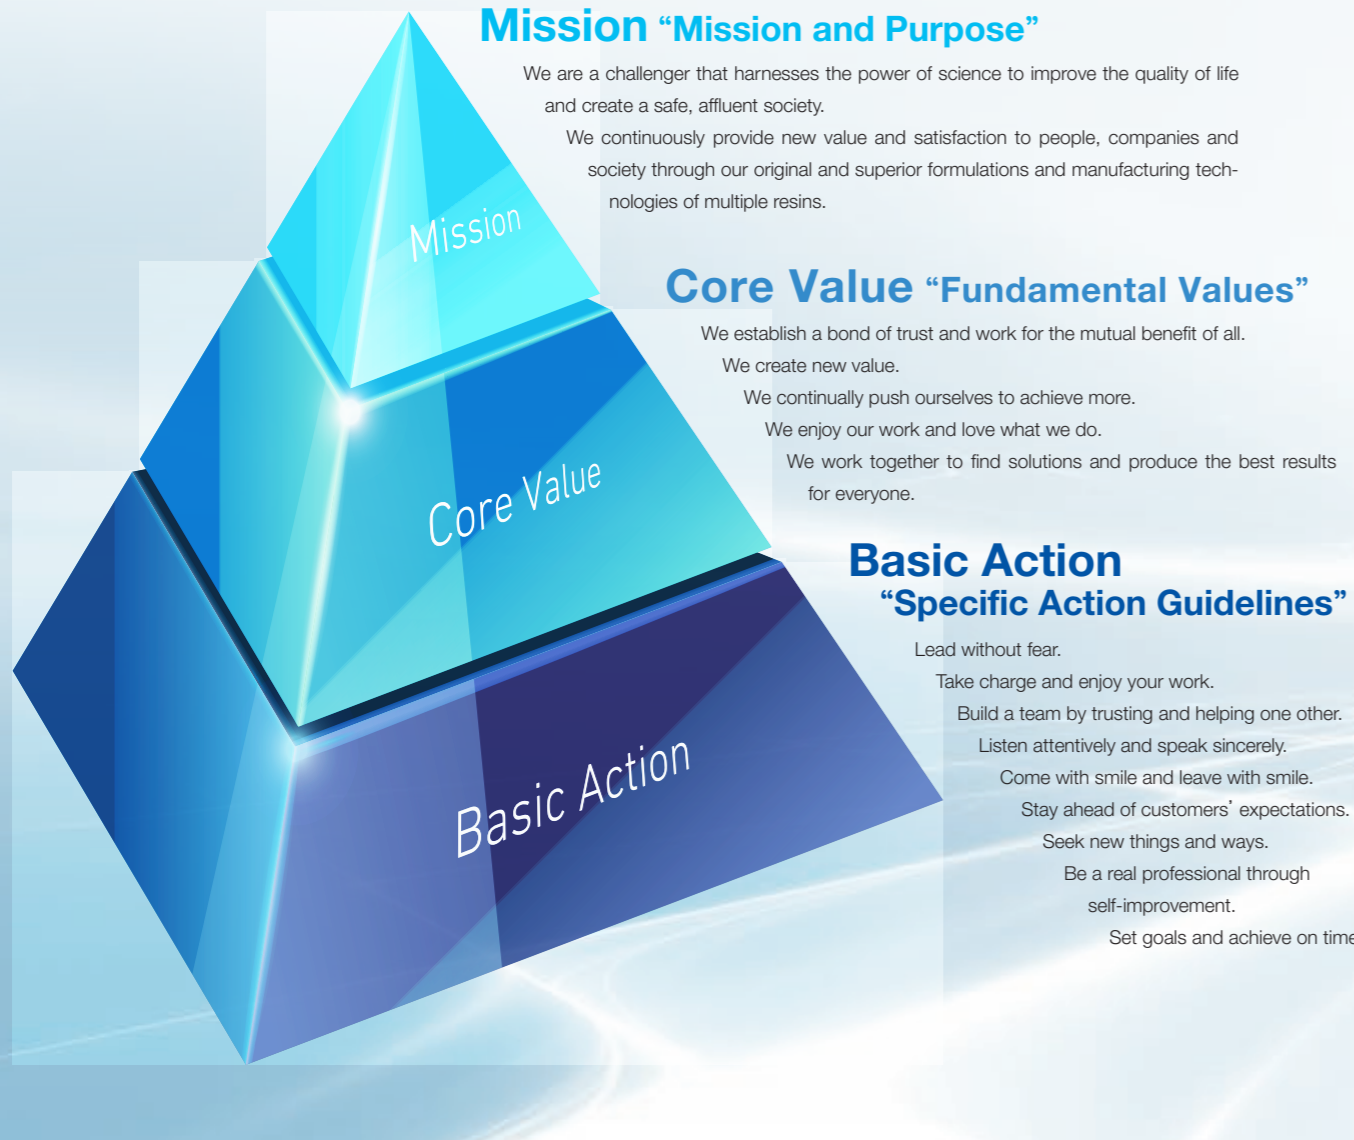 Mission “Mission and Purpose”
We are a challenger that harnesses the power of science to improve the quality of life
and create a safe, affluent society.
We continuously provide new value and satisfaction to people, companies and
society through our original and superior formulations and manufacturing tech-
nologies of multiple resins.
Mission
Core Value “Fundamental Values”
We establish a bond of trust and work for the mutual benefit of all.
We create new value.
We continually push ourselves to achieve more.
We enjoy our work and love what we do.
We work together to find solutions and produce the best results
for everyone.
Core Value
Basic Action
“Specific Action Guidelines”
Lead without fear.
Take charge and enjoy your work.
Build a team by trusting and helping one other.
Listen attentively and speak sincerely.
Come with smile and leave with smile.
Stay ahead of customers’ expectations.
Seek new things and ways.
Be a real professional through
self-improvement.
Set goals and achieve on time
Basic Action